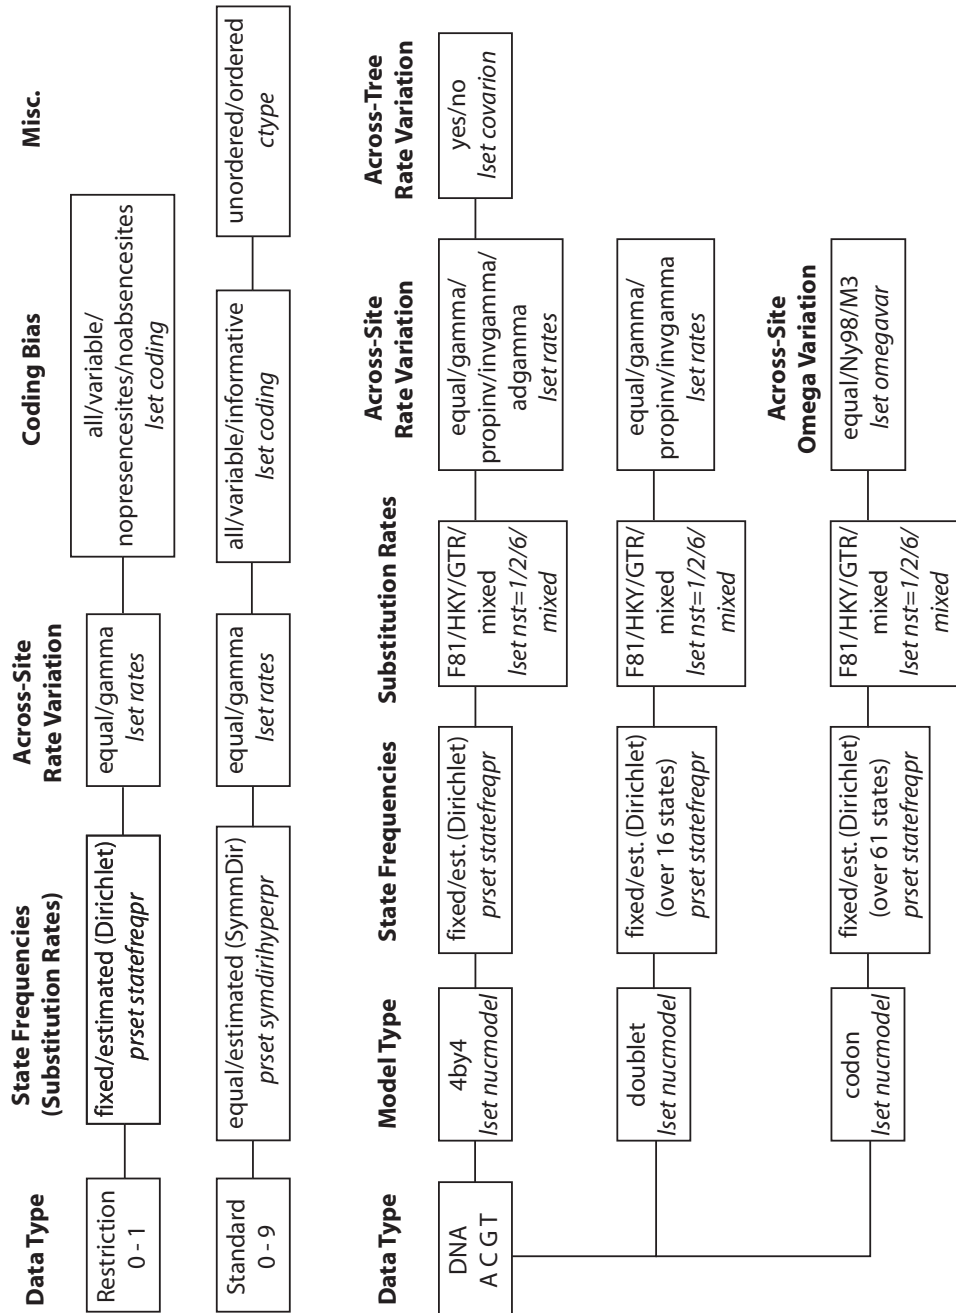 Data Type
State Frequencies
(Substitution Rates)
Across-Site
Rate Variation
Coding Bias
Misc.
Restriction
0 - 1
fixed/estimated (Dirichlet)
prset statefreqpr
equal/gamma
lset rates
all/variable/
nopresencesites/noabsencesites
lset coding
Standard
0 - 9
equal/estimated (SymmDir)
prset symdirihyperpr
equal/gamma
lset rates
all/variable/informative
lset coding
unordered/ordered
ctype
Data Type
Model Type
State Frequencies
Substitution Rates
Across-Site
Rate Variation
Across-Tree
Rate Variation
DNA
A C G T
4by4
lset nucmodel
fixed/est. (Dirichlet)
prset statefreqpr
F81/HKY/GTR/
mixed
lset nst=1/2/6/
mixed
equal/gamma/
propinv/invgamma/
adgamma
lset rates
yes/no
lset covarion
doublet
lset nucmodel
fixed/est. (Dirichlet)
(over 16 states)
prset statefreqpr
F81/HKY/GTR/
mixed
lset nst=1/2/6/
mixed
equal/gamma/
propinv/invgamma
lset rates
Across-Site
Omega Variation
codon
lset nucmodel
fixed/est. (Dirichlet)
(over 61 states)
prset statefreqpr
F81/HKY/GTR/
mixed
lset nst=1/2/6/
mixed
equal/Ny98/M3
lset omegavar